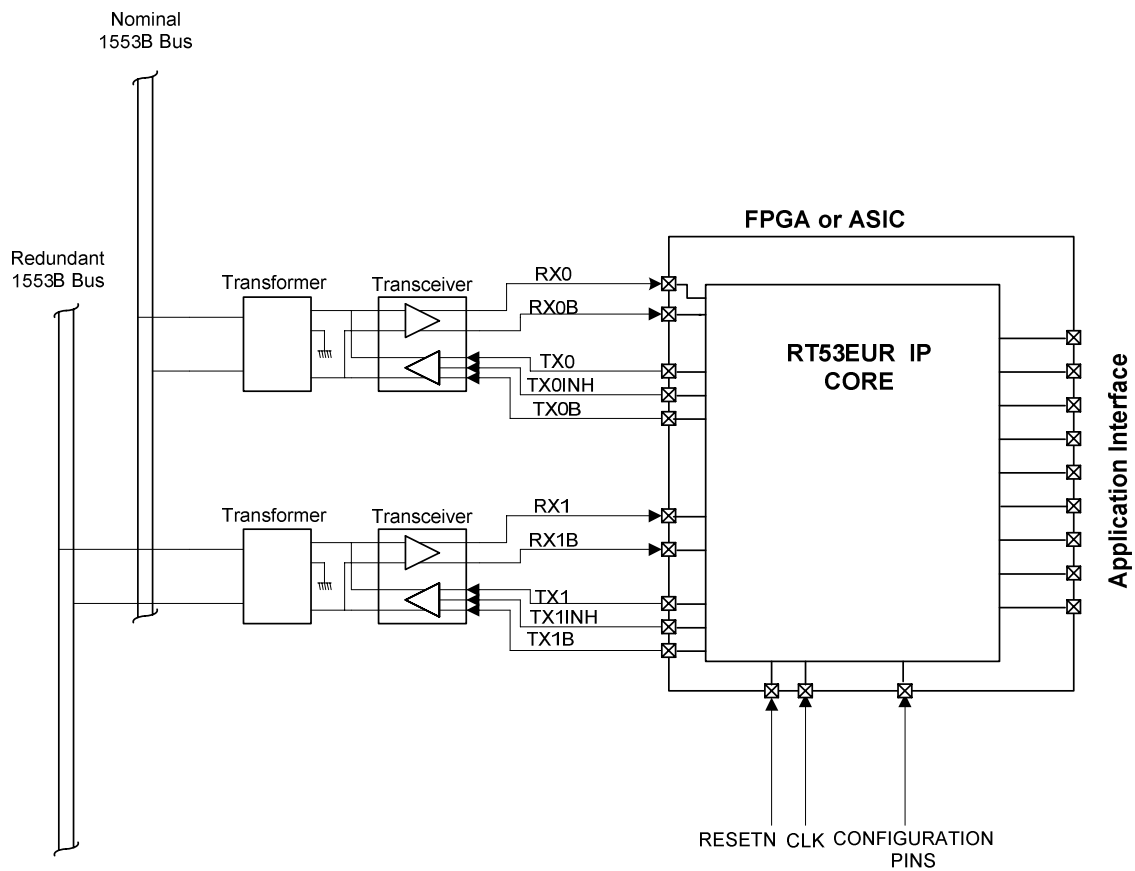 Nominal
1553B Bus
Redundant
1553B Bus
FPGA or ASIC
Transformer
Transceiver
RX0
RX0B
TX0
TX0INH
TX0B
RT53EUR IP
CORE
Application Interface
Transformer
Transceiver
RX1
RX1B
TX1
TX1INH
TX1B
RESETN
CLK
CONFIGURATION
PINS